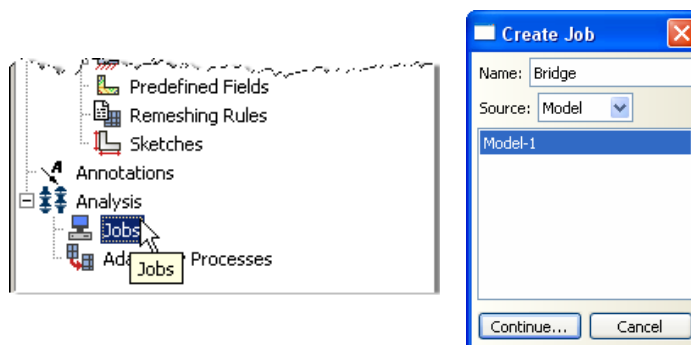 Predefined Fields
Remeshing Rules
Sketches
A
Annotations
Analysis
Jobs
Ada Processes
Jobs
Create Job
Name: Bridge
Source: Model
Model-1
Continue... Cancel